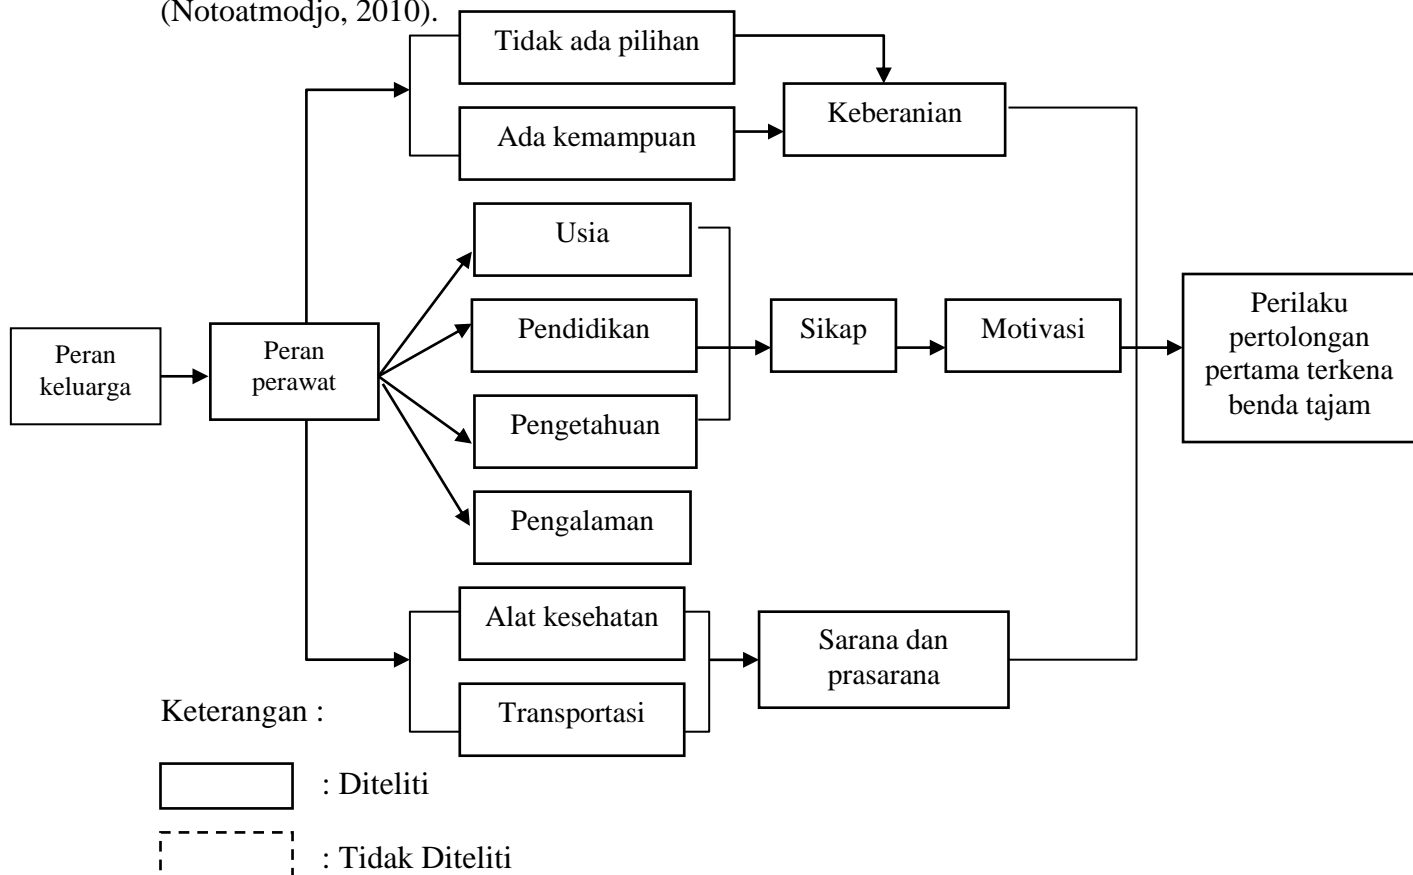 (Notoatmodjo, 2010).
Tidak ada pilihan
Ada kemampuan
Keberanian
Usia
Pendidikan
Pengetahuan
Pengalaman
Sikap
Motivasi
Perilaku
pertolongan
pertama terkena
benda tajam
Peran
keluarga
Peran
perawat
Alat kesehatan
Transportasi
Sarana dan
prasarana
Keterangan :
: Diteliti
: Tidak Diteliti